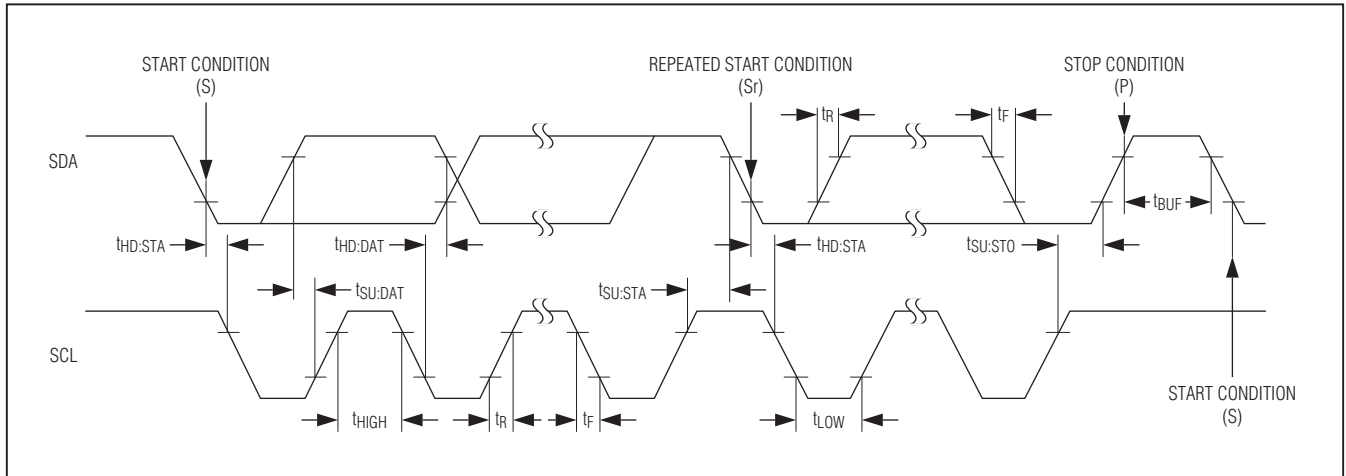 START CONDITION
(S)
REPEATED START CONDITION
(Sr)
STOP CONDITION
(P)
tR
tF
SDA
tBUF
tHD:STA
tHD:DAT
tHD:STA
tSU:STO
tSU:DAT
tSU:STA
SCL
tHIGH
tR
tF
tLOW
START CONDITION
(S)